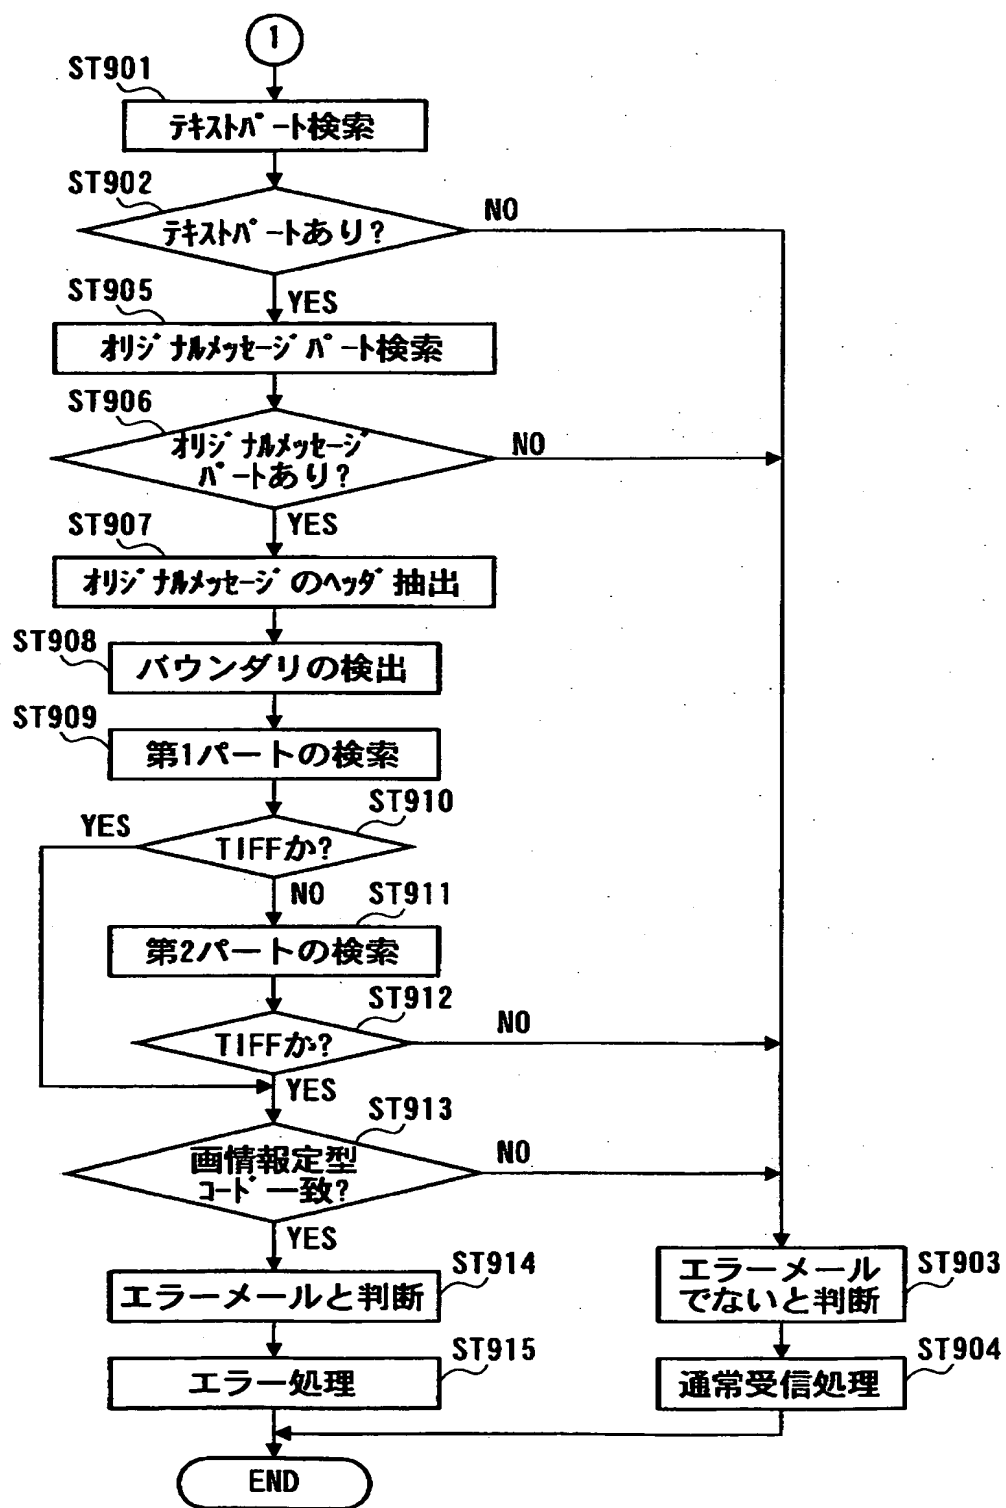 1
ST901
ﾃｷｽﾄﾊﾟｰﾄ検索
ST902
ﾃｷｽﾄﾊﾟｰﾄあり?
NO
YES
ST905
ｵﾘｼﾞﾅﾙﾒｯｾｰｼﾞﾊﾟｰﾄ検索
ST906
ｵﾘｼﾞﾅﾙﾒｯｾｰｼﾞ
ﾊﾟｰﾄあり?
NO
YES
ST907
ｵﾘｼﾞﾅﾙﾒｯｾｰｼﾞのﾍｯﾀﾞ抽出
ST908
バウンダリの検出
ST909
第1パートの検索
ST910
YES
TIFFか?
NO
ST911
第2パートの検索
ST912
TIFFか?
NO
YES
ST913
画情報定型
ｺｰﾄﾞ一致?
NO
YES
ST914
エラーメールと判断
ST903
エラーメール
でないと判断
ST915
エラー処理
ST904
通常受信処理
END